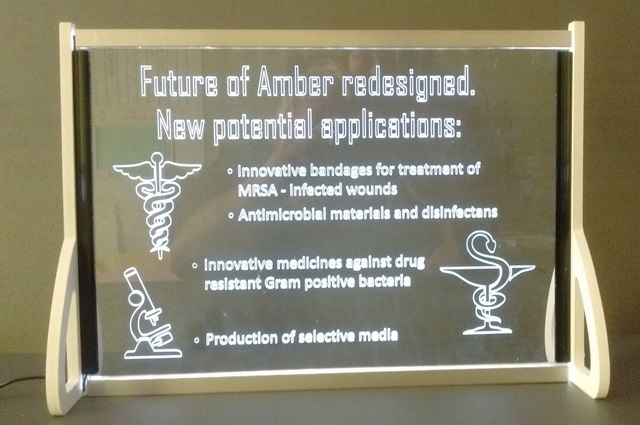 Future of Amber redesigned.
New potential applications:
◦ Innovative bandages for treatment of
MRSA - infected wounds
◦ Antimicrobial materials and disinfectans
◦ Innovative medicines against drug
resistant Gram positive bacteria
◦ Production of selective media